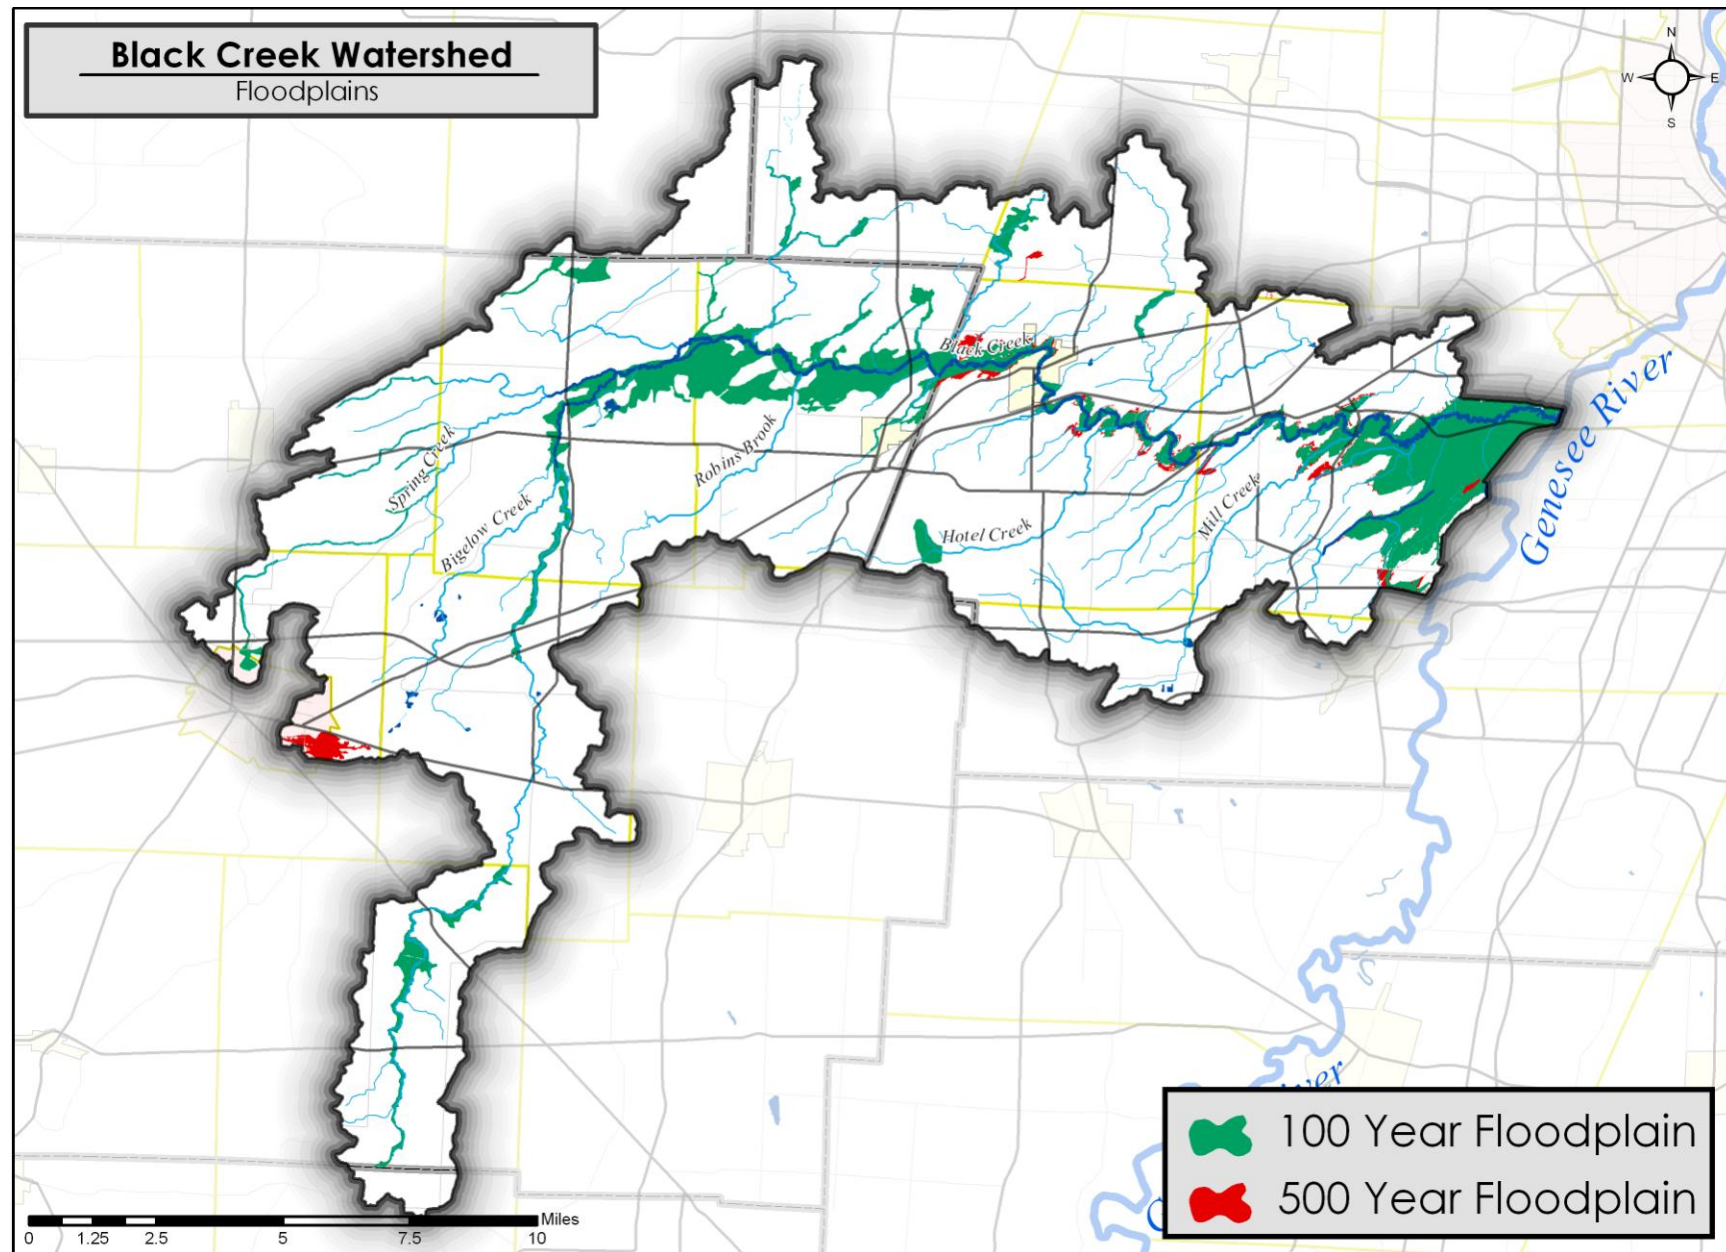 Black Creek Watershed
Floodplains
N
W
E
S
Black Creek
Spring Creek
Bigelow Creek
Robins Brook
Hotel Creek
Mill Creek
Genesee River
100 Year Floodplain
500 Year Floodplain
Miles
0 1.25 2.5 5 7.5 10